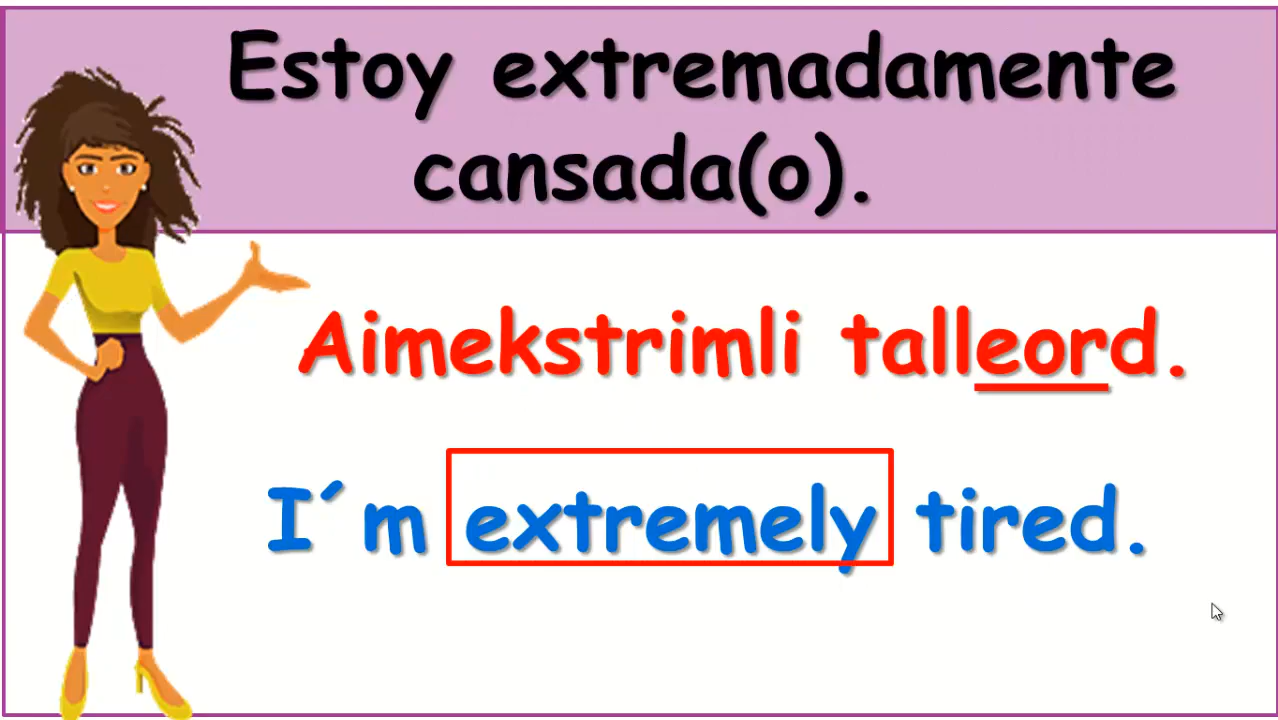 Estoy extremadamente
cansada(o).
Aimekstrimli talleord.
I´m extremely tired.